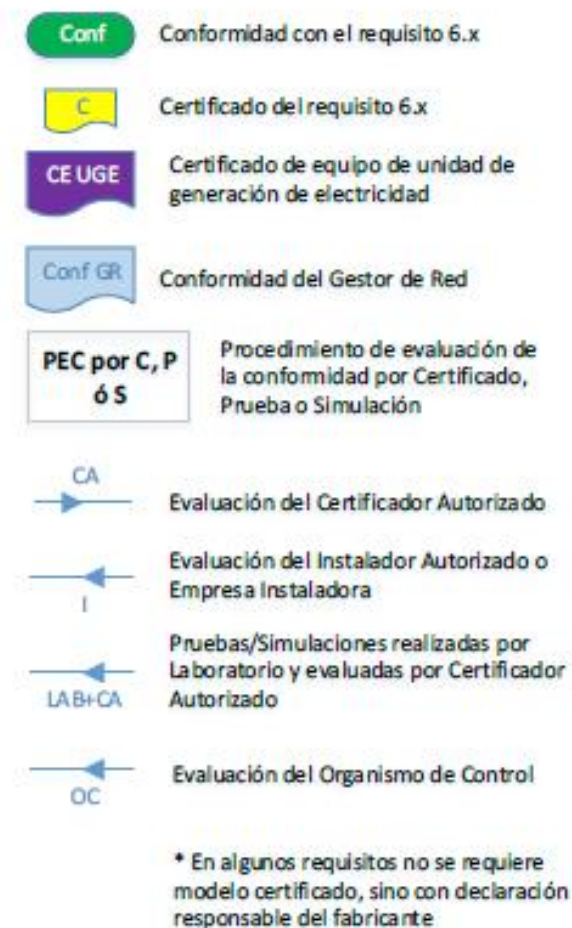 Conf
Conformidad con el requisito 6.x
C
Certificado del requisito 6.x
CE UGE
Certificado de equipo de unidad de
generación de electricidad
Conf GR
Conformidad del Gestor de Red
PEC por C, P
ó S
Procedimiento de evaluación de
la conformidad por Certificado,
Prueba o Simulación
CA
Evaluación del Certificador Autorizado
I
Evaluación del Instalador Autorizado o
Empresa Instaladora
LAB+CA
Pruebas/Simulaciones realizadas por
Laboratorio y evaluadas por Certificador
Autorizado
OC
Evaluación del Organismo de Control
* En algunos requisitos no se requiere
modelo certificado, sino con declaración
responsable del fabricante